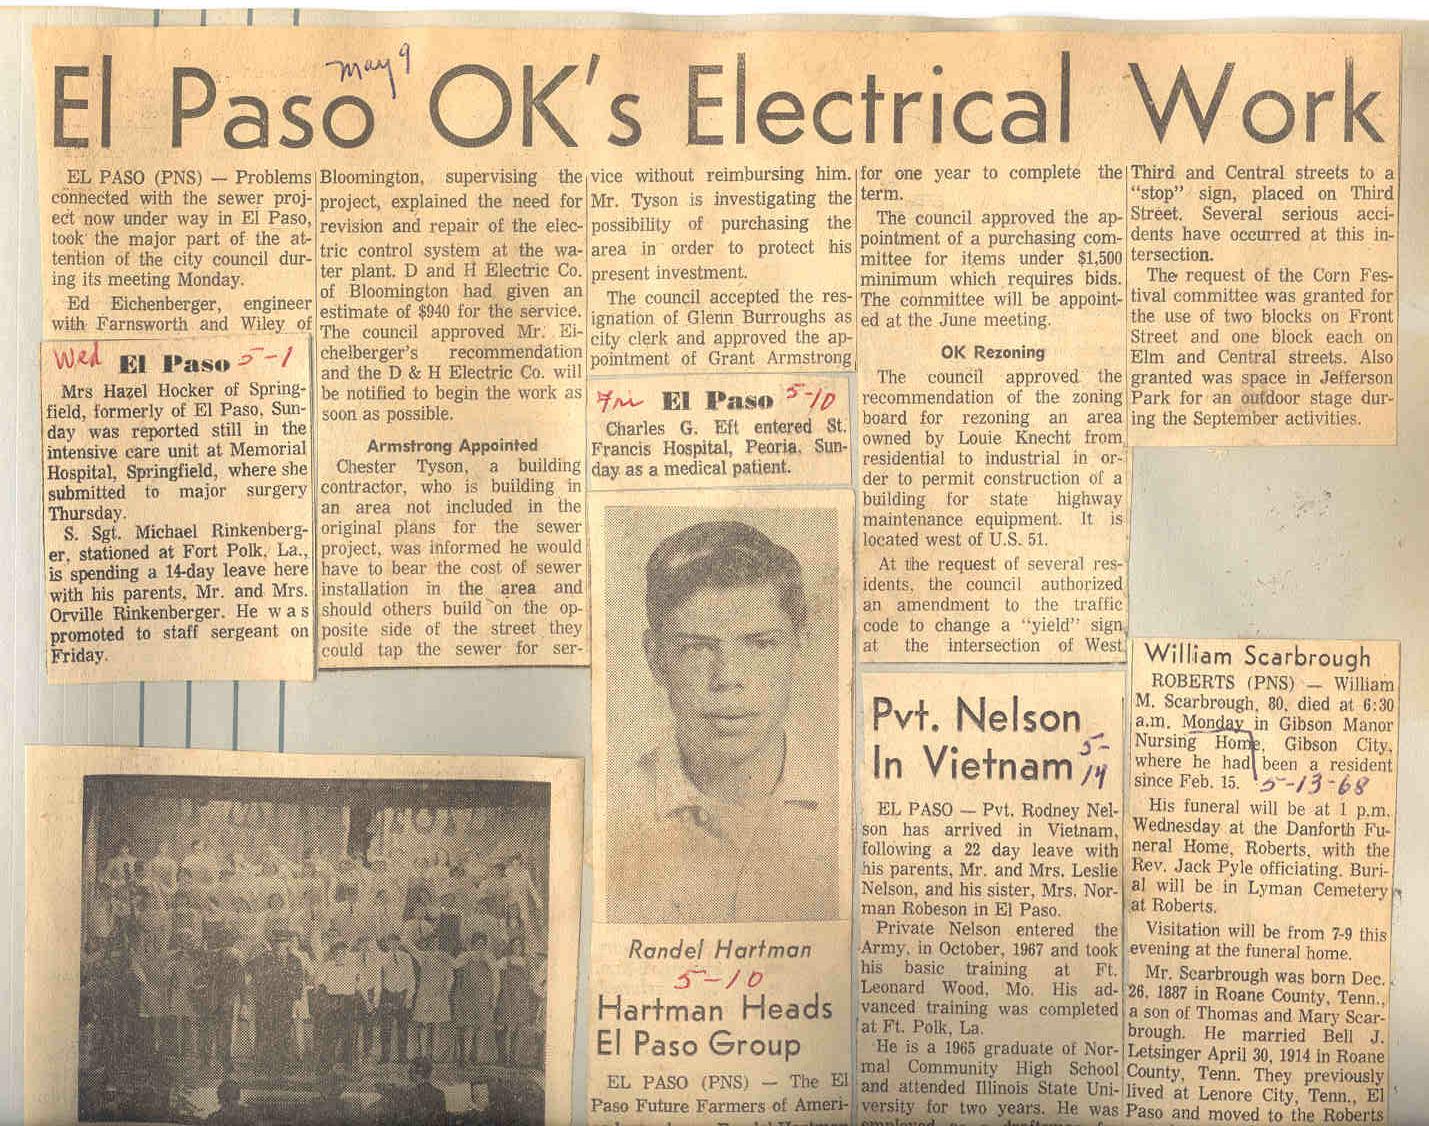 May 9
El Paso OK's Electrical Work
EL PASO (PNS) — Problems
connected with the sewer proj-
ect now under way in El Paso,
took the major part of the at-
tention of the city council dur-
ing its meeting Monday.
Ed Eichenberger, engineer
with Farnsworth and Wiley of
Bloomington, supervising the
project, explained the need for
revision and repair of the elec-
tric control system at the wa-
ter plant. D and H Electric Co.
of Bloomington had given an
estimate of $940 for the service.
The council approved Mr. Ei-
chelberger's recommendation
and the D & H Electric Co. will
be notified to begin the work as
soon as possible.
Armstrong Appointed
Chester Tyson, a building
contractor, who is building in
an area not included in the
original plans for the sewer
project, was informed he would
have to bear the cost of sewer
installation in the area and
should others build on the op-
posite side of the street they
could tap the sewer for ser-
vice without reimbursing him.
Mr. Tyson is investigating the
possibility of purchasing the
area in order to protect his
present investment.
The council accepted the res-
ignation of Glenn Burroughs as
city clerk and approved the ap-
pointment of Grant Armstrong
for one year to complete the
term.
The council approved the ap-
pointment of a purchasing com-
mittee for items under $1,500
minimum which requires bids.
The committee will be appoint-
ed at the June meeting.
OK Rezoning
The council approved the
recommendation of the zoning
board for rezoning an area
owned by Louie Knecht from
residential to industrial in or-
der to permit construction of a
building for state highway
maintenance equipment. It is
located west of U.S. 51.
At the request of several res-
idents, the council authorized
an amendment to the traffic
code to change a "yield" sign
at the intersection of West
Third and Central streets to a
"stop" sign, placed on Third
Street. Several serious acci-
dents have occurred at this in-
tersection.
The request of the Corn Fes-
tival committee was granted for
the use of two blocks on Front
Street and one block each on
Elm and Central streets. Also
granted was space in Jefferson
Park for an outdoor stage dur-
ing the September activities.
Wed El Paso 5-1
Mrs Hazel Hocker of Spring-
field, formerly of El Paso, Sun-
day was reported still in the
intensive care unit at Memorial
Hospital, Springfield, where she
submitted to major surgery
Thursday.
S. Sgt. Michael Rinkenberg-
er, stationed at Fort Polk, La.,
is spending a 14-day leave here
with his parents, Mr. and Mrs.
Orville Rinkenberger. He was
promoted to staff sergeant on
Friday.
Fri El Paso 5-10
Charles G. Eft entered St.
Francis Hospital, Peoria, Sun-
day as a medical patient.
Randel Hartman
5-10
Hartman Heads
El Paso Group
EL PASO (PNS) — The El
Paso Future Farmers of Ameri-
Pvt. Nelson
In Vietnam
5-
14
EL PASO — Pvt. Rodney Nel-
son has arrived in Vietnam,
following a 22 day leave with
his parents, Mr. and Mrs. Leslie
Nelson, and his sister, Mrs. Nor-
man Robeson in El Paso.
Private Nelson entered the
Army, in October, 1967 and took
his basic training at Ft.
Leonard Wood, Mo. His ad-
vanced training was completed
at Ft. Polk, La.
He is a 1965 graduate of Nor-
mal Community High School
and attended Illinois State Uni-
versity for two years. He was
William Scarbrough
ROBERTS (PNS) — William
M. Scarbrough, 80, died at 6:30
a.m. Monday in Gibson Manor
Nursing Home, Gibson City,
where he had been a resident
since Feb. 15. 5-13-68
His funeral will be at 1 p.m.
Wednesday at the Danforth Fu-
neral Home, Roberts, with the
Rev. Jack Pyle officiating. Buri-
al will be in Lyman Cemetery
at Roberts.
Visitation will be from 7-9 this
evening at the funeral home.
Mr. Scarbrough was born Dec.
26, 1887 in Roane County, Tenn.,
a son of Thomas and Mary Scar-
brough. He married Bell J.
Letsinger April 30, 1914 in Roane
County, Tenn. They previously
lived at Lenore City, Tenn., El
Paso and moved to the Roberts